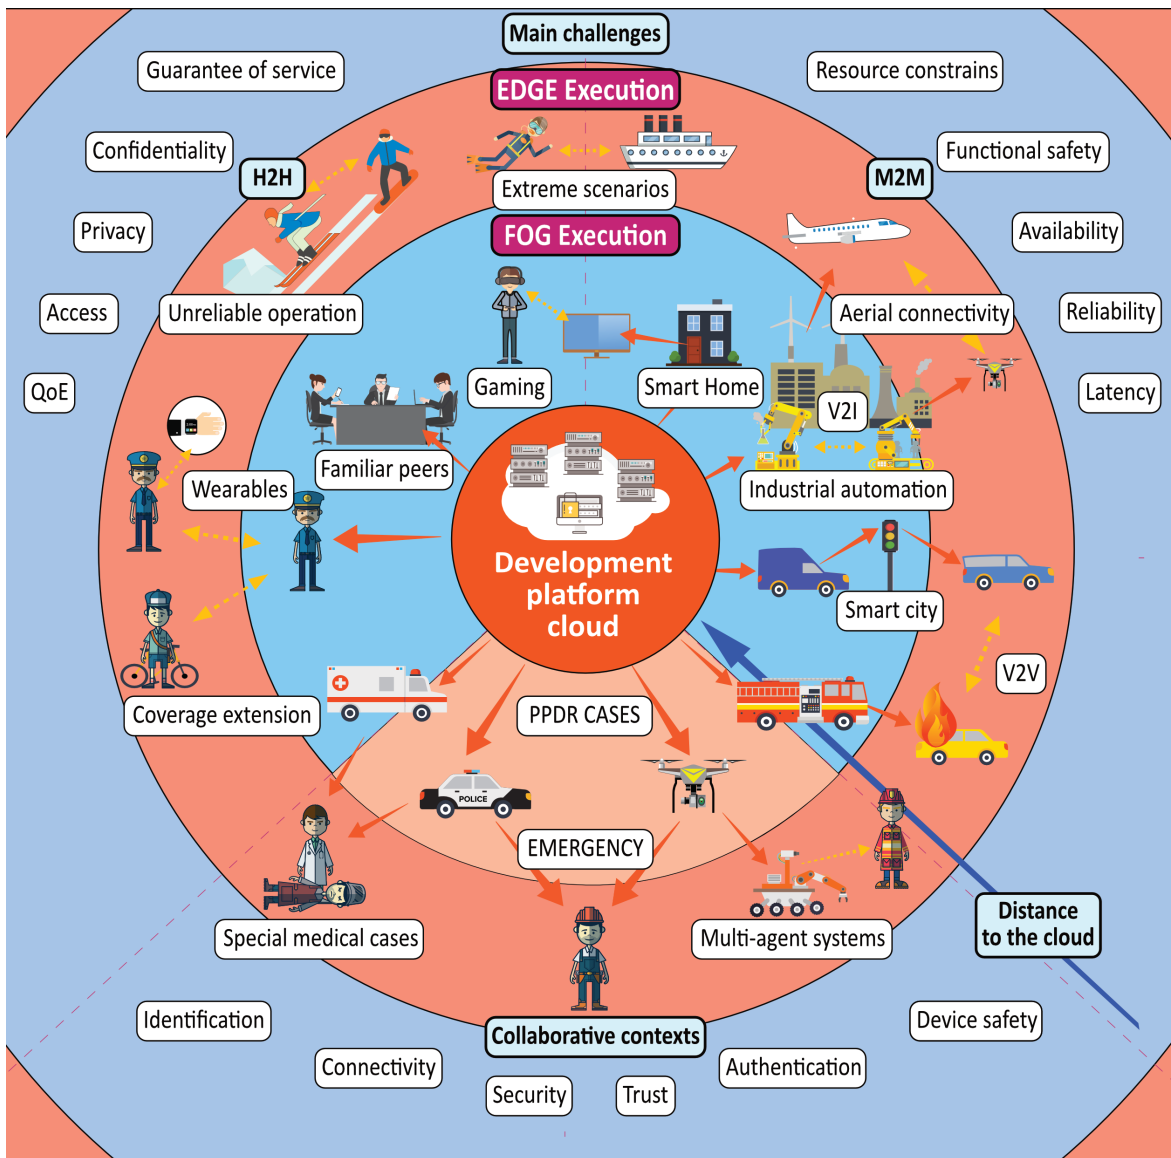 Main challenges
Guarantee of service
Resource constrains
EDGE Execution
Confidentiality
Functional safety
H2H
M2M
Extreme scenarios
Privacy
FOG Execution
Availability
Access
Unreliable operation
Aerial connectivity
Reliability
QoE
Gaming
Smart Home
Latency
V2I
Familiar peers
Wearables
Industrial automation
Development
platform
cloud
Smart city
V2V
Coverage extension
PPDR CASES
POLICE
EMERGENCY
Special medical cases
Multi-agent systems
Distance
to the cloud
Identification
Device safety
Collaborative contexts
Connectivity
Authentication
Security
Trust